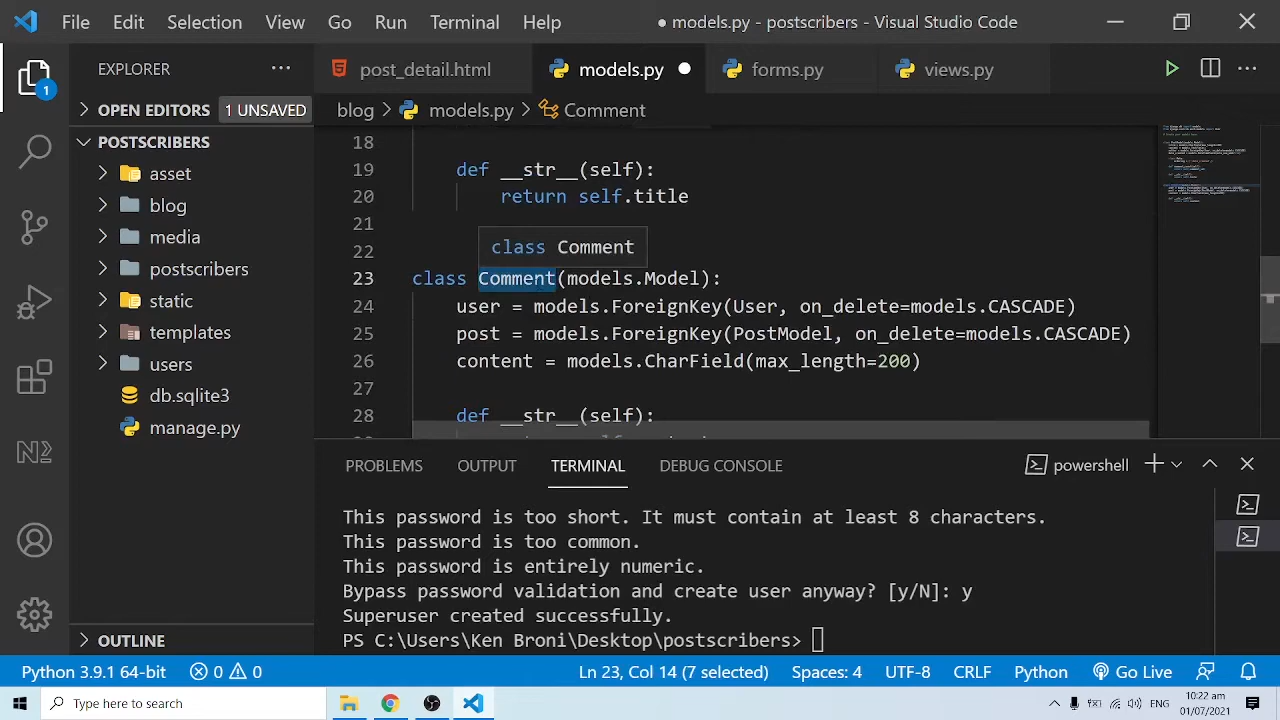 File Edit Selection View Go Run Terminal Help
● models.py - postscribers - Visual Studio Code
EXPLORER
post_detail.html
models.py
forms.py
views.py
1
OPEN EDITORS 1 UNSAVED
blog > models.py > Comment
POSTSCRIBERS
asset
blog
media
postscribers
static
templates
users
db.sqlite3
manage.py
OUTLINE
18
19 def __str__(self):
20 return self.title
21
22
class Comment
23 class Comment(models.Model):
24 user = models.ForeignKey(User, on_delete=models.CASCADE)
25 post = models.ForeignKey(PostModel, on_delete=models.CASCADE)
26 content = models.CharField(max_length=200)
27
28 def __str__(self):
PROBLEMS OUTPUT TERMINAL DEBUG CONSOLE
powershell
This password is too short. It must contain at least 8 characters.
This password is too common.
This password is entirely numeric.
Bypass password validation and create user anyway? [y/N]: y
Superuser created successfully.
PS C:\Users\Ken Broni\Desktop\postscribers>
Python 3.9.1 64-bit 0 0 Ln 23, Col 14 (7 selected) Spaces: 4 UTF-8 CRLF Python Go Live
Type here to search
ENG
10:22 am
01/07/2021